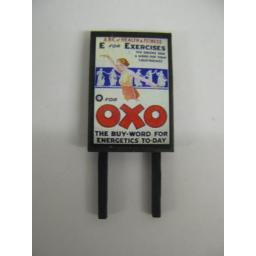 A.B.C. of HEALTH & FITNESS
E FOR EXERCISES
O FOR
OXO
THE BUY-WORD FOR
ENERGETICS TO-DAY